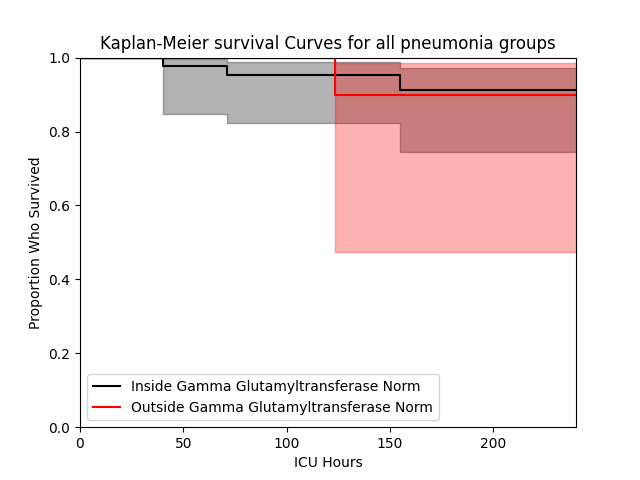 Kaplan-Meier survival Curves for all pneumonia groups
1.0
0.8
0.6
0.4
0.2
0.0
Proportion Who Survived
Inside Gamma Glutamyltransferase Norm
Outside Gamma Glutamyltransferase Norm
0 50 100 150 200
ICU Hours